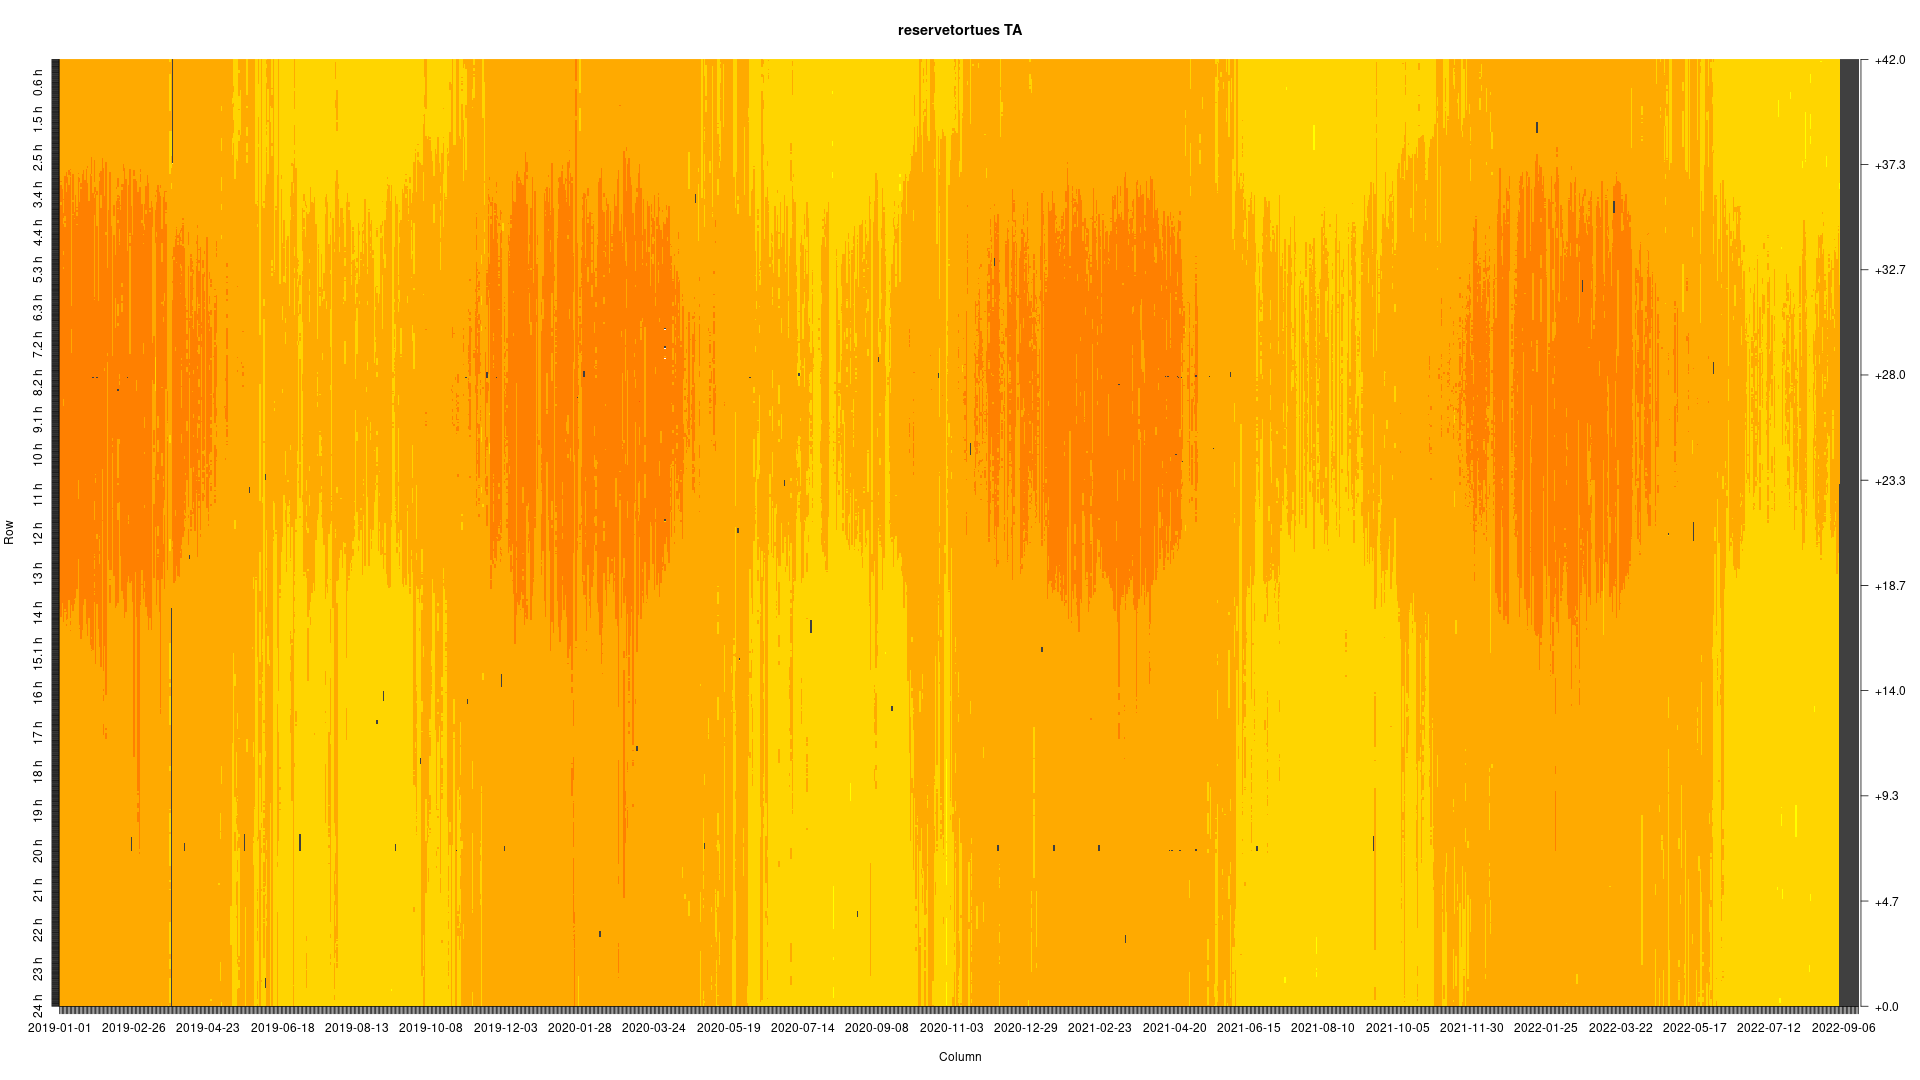 reservetortues TA
Row
0.6 h
1.5 h
2.5 h
3.4 h
4.4 h
5.3 h
6.3 h
7.2 h
8.2 h
9.1 h
10 h
11 h
12 h
13 h
14 h
15.1 h
16 h
17 h
18 h
19 h
20 h
21 h
22 h
23 h
24 h
+42.0
+37.3
+32.7
+28.0
+23.3
+18.7
+14.0
+9.3
+4.7
+0.0
2019-01-01 2019-02-26 2019-04-23 2019-06-18 2019-08-13 2019-10-08 2019-12-03 2020-01-28 2020-03-24 2020-05-19 2020-07-14 2020-09-08 2020-11-03 2020-12-29 2021-02-23 2021-04-20 2021-06-15 2021-08-10 2021-10-05 2021-11-30 2022-01-25 2022-03-22 2022-05-17 2022-07-12 2022-09-06
Column